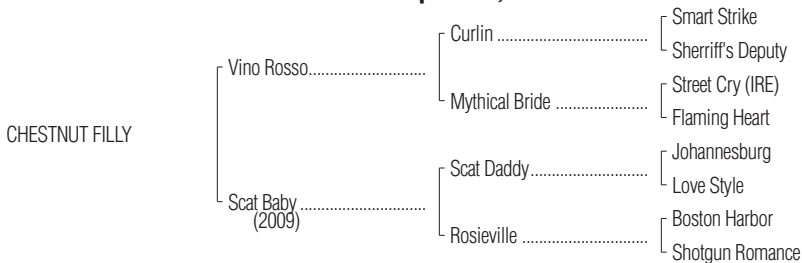 Smart Strike
Curlin ........................................
Sherriff's Deputy
Vino Rosso...............................
Street Cry (IRE)
Mythical Bride ........................
Flaming Heart
CHESTNUT FILLY
Johannesburg
Scat Daddy...............................
Love Style
Scat Baby .................................
(2009)
Boston Harbor
Rosieville .................................
Shotgun Romance